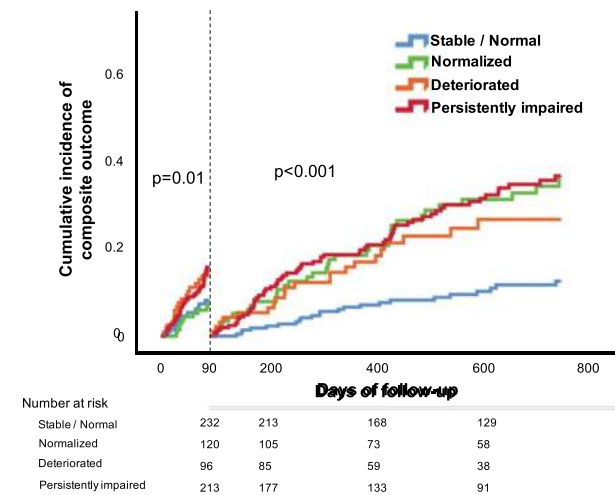 Cumulative incidence of
composite outcome
0.6
0.4
0.2
0
0
p=0.01
p<0.001
Stable / Normal
Normalized
Deteriorated
Persistently impaired
0 90 200 400 600 800
Days of follow-up
Number at risk
Stable / Normal 232 213 168 129
Normalized 120 105 73 58
Deteriorated 96 85 59 38
Persistently impaired 213 177 133 91